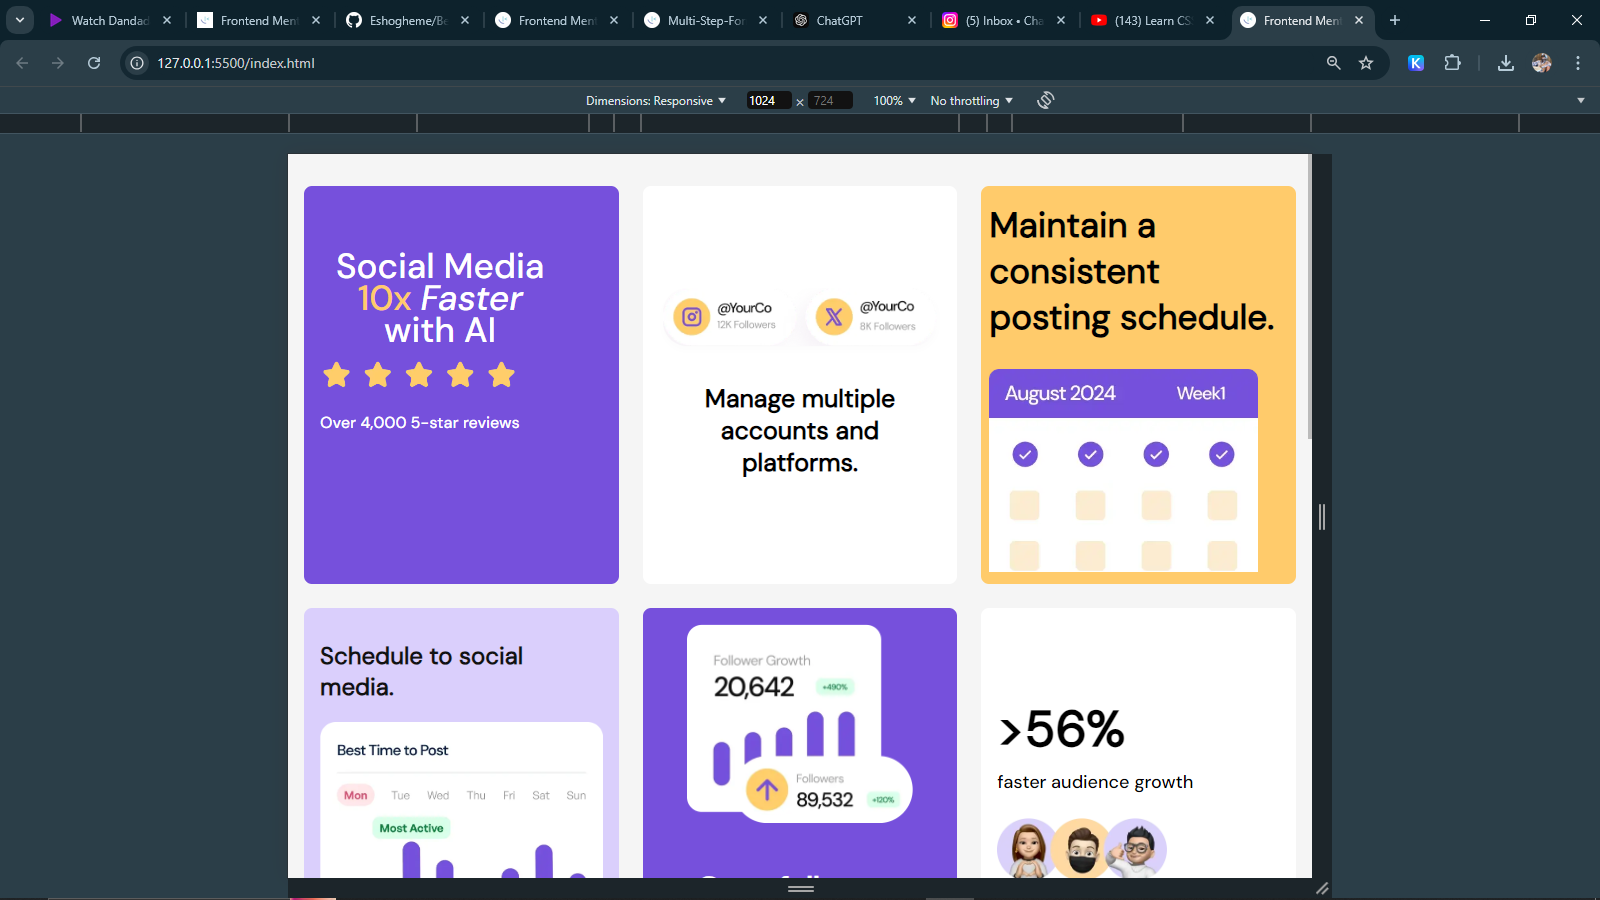 Watch Dandad
Frontend Ment
Eshogheme/Be
Frontend Ment
Multi-Step-For
ChatGPT
(5) Inbox • Cha
(143) Learn CS
Frontend Ment
127.0.0.1:5500/index.html
K
Dimensions: Responsive
1024
×
724
100%
No throttling
Social Media
10x Faster
with AI
Over 4,000 5-star reviews
@YourCo
12K Followers
@YourCo
8K Followers
Manage multiple
accounts and
platforms.
Maintain a
consistent
posting schedule.
August 2024
Week1
Schedule to social
media.
Best Time to Post
Mon
Tue
Wed
Thu
Fri
Sat
Sun
Most Active
Follower Growth
20,642
+490%
Followers
89,532
+120%
>56%
faster audience growth